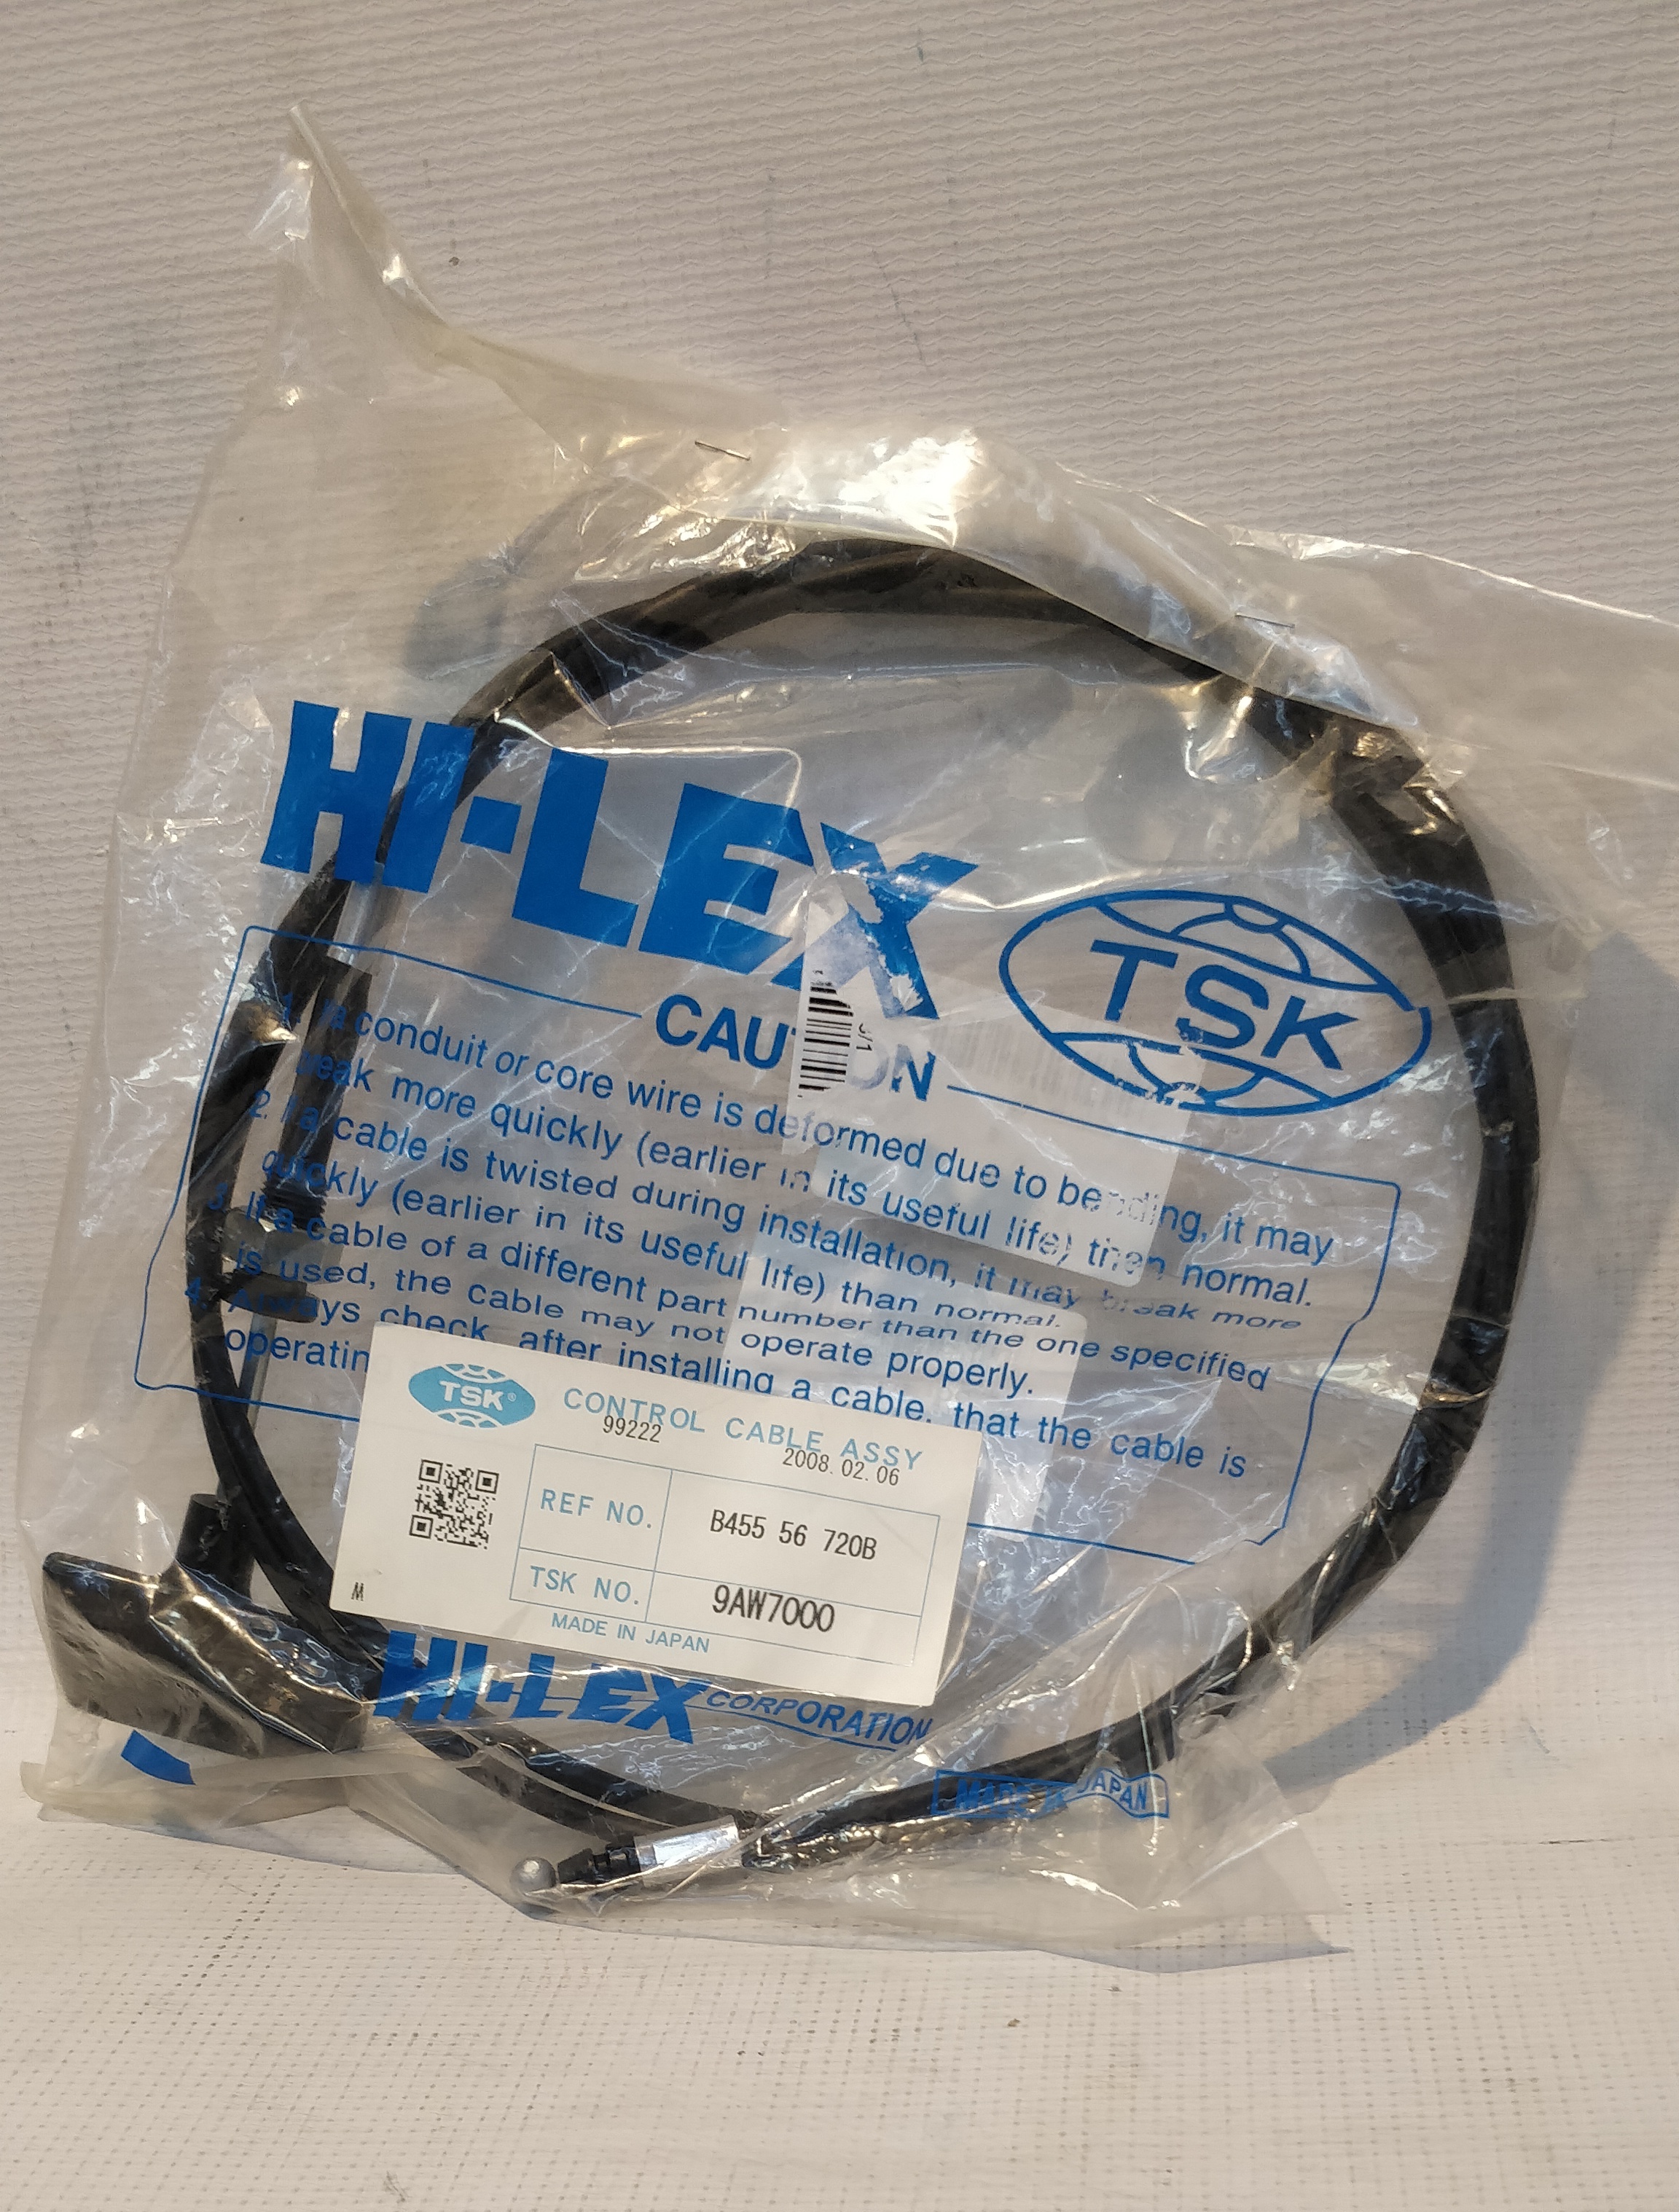 HI-LEX
TSK
CAUTION
3/1
1. If a conduit or core wire is deformed due to bending, it may
break more quickly (earlier in its useful life) than normal.
2. If a cable is twisted during installation, it may break more
quickly (earlier in its useful life) than normal.
3. If a cable of a different part number than the one specified
is used, the cable may not operate properly.
4. Always check, after installing a cable, that the cable is
operatin
TSK®
CONTROL CABLE ASSY
99222
2008.02.06
REF NO. B455 56 720B
TSK NO. 9AW7000
M
MADE IN JAPAN
HI-LEX CORPORATION
MADE IN JAPAN